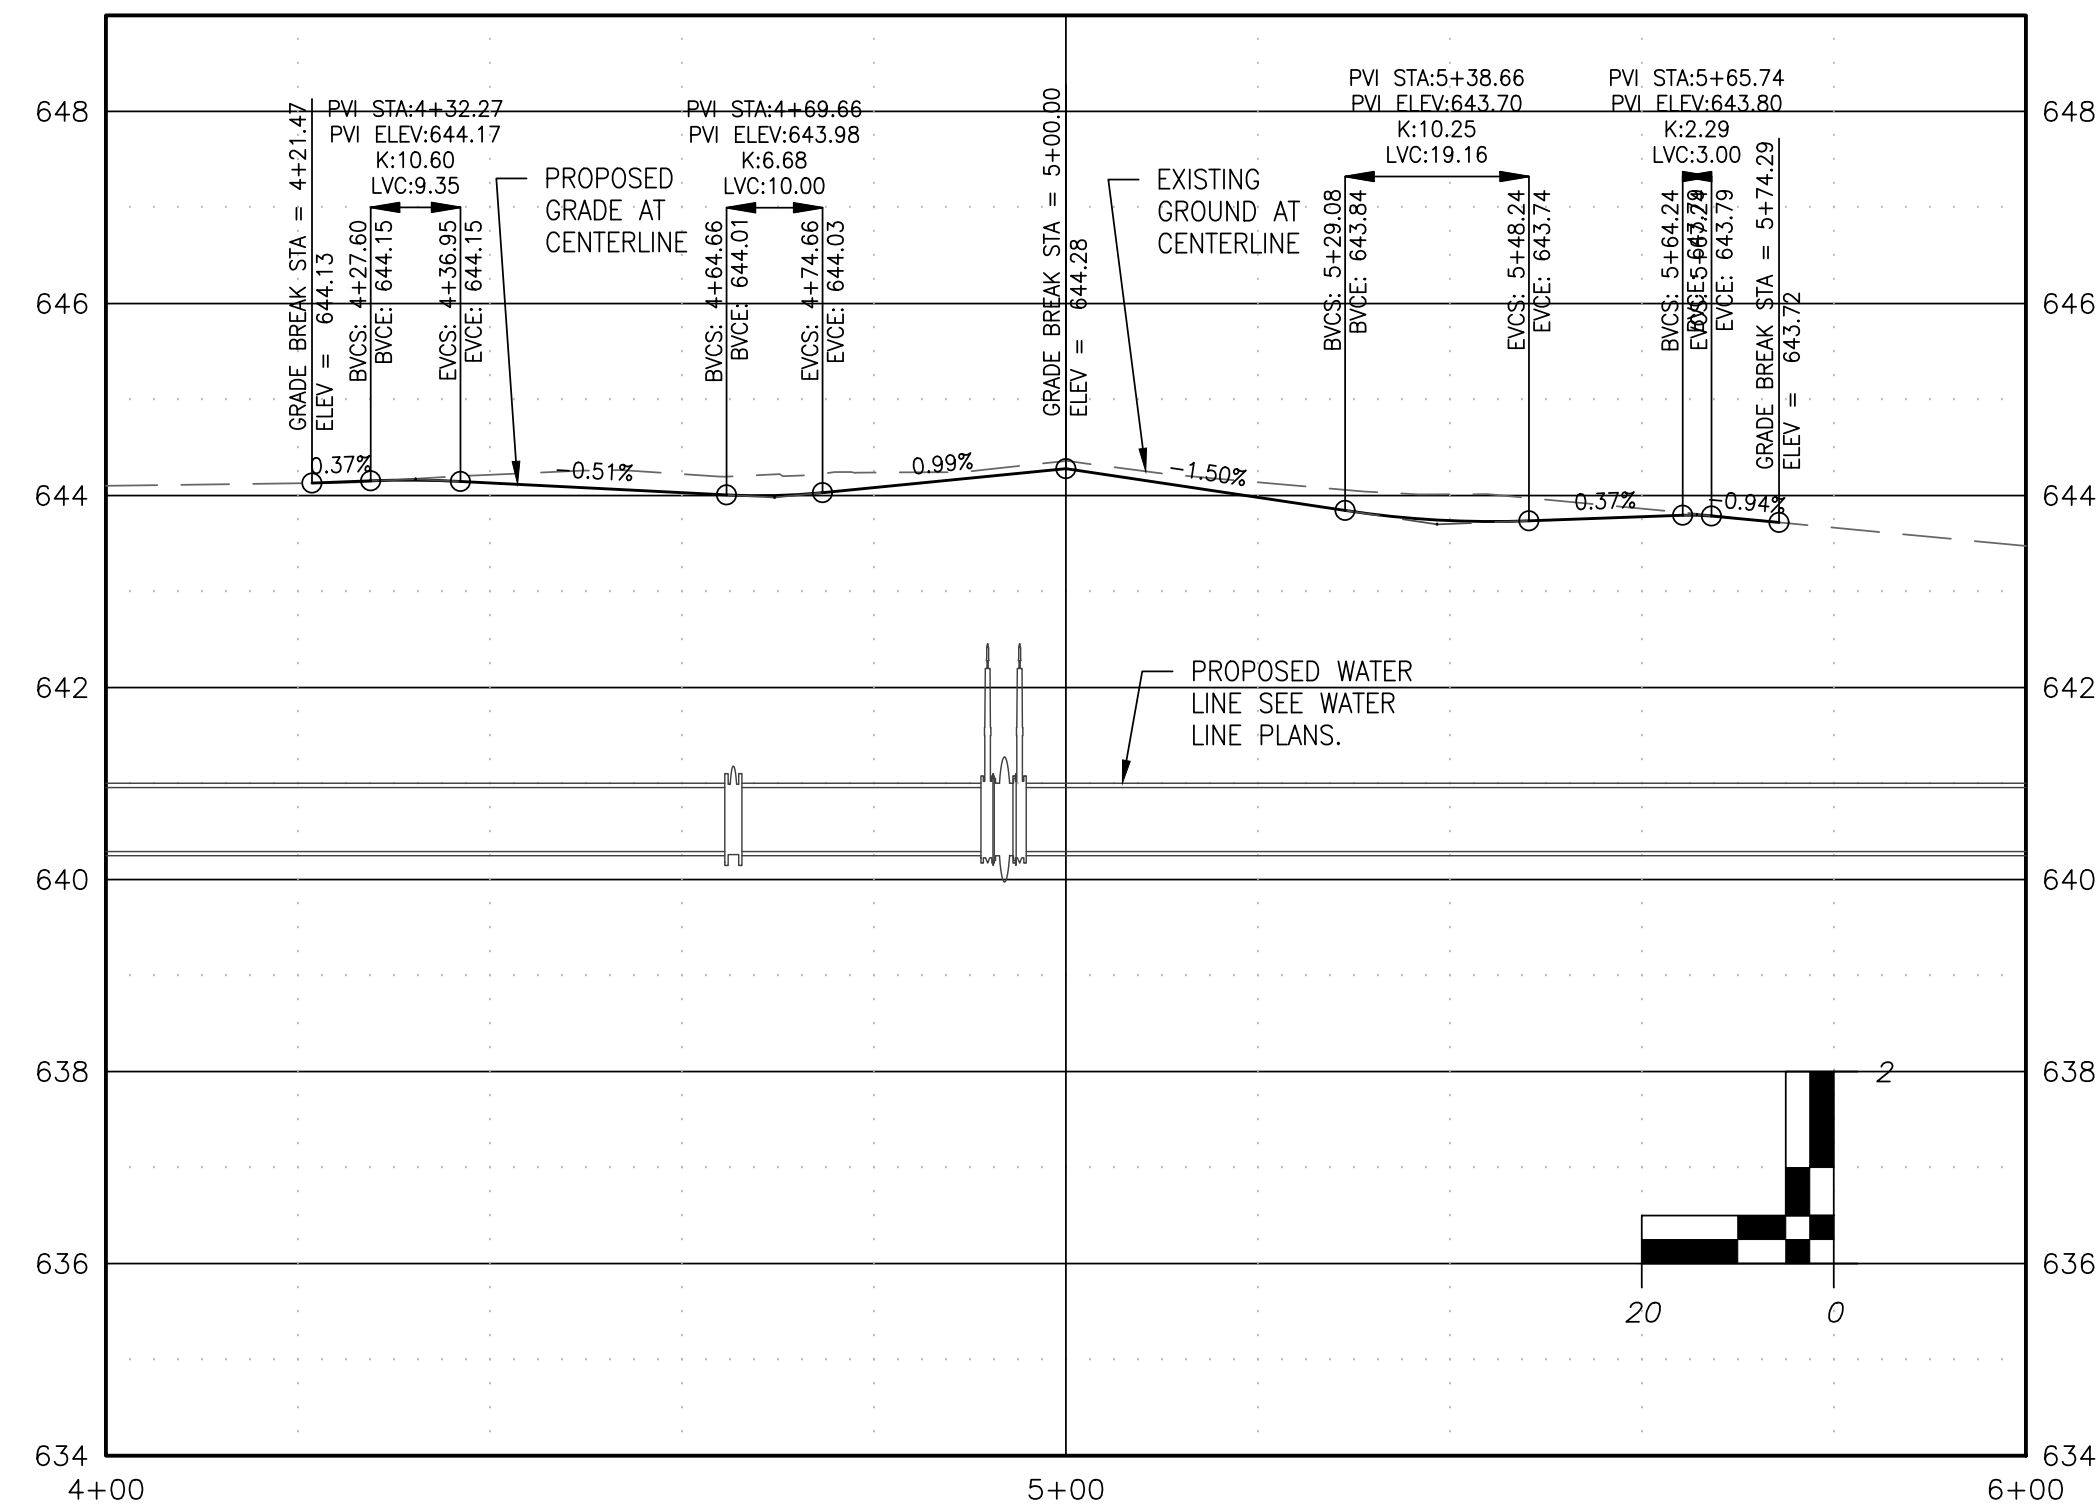 648
646
644
642
640
638
636
634
648
646
644
642
640
638
636
634
4+00
5+00
6+00
GRADE BREAK STA = 4+21.47
ELEV = 644.13
PVI STA:4+32.27
PVI ELEV:644.17
K:10.60
LVC:9.35
BVCS: 4+27.60
BVCE: 644.15
EVCS: 4+36.95
EVCE: 644.15
PROPOSED
GRADE AT
CENTERLINE
PVI STA:4+69.66
PVI ELEV:643.98
K:6.68
LVC:10.00
BVCS: 4+64.66
BVCE: 644.01
EVCS: 4+74.66
EVCE: 644.03
GRADE BREAK STA = 5+00.00
ELEV = 644.28
EXISTING
GROUND AT
CENTERLINE
PVI STA:5+38.66
PVI ELEV:643.70
K:10.25
LVC:19.16
BVCS: 5+29.08
BVCE: 643.84
EVCS: 5+48.24
EVCE: 643.74
PVI STA:5+65.74
PVI ELEV:643.80
K:2.29
LVC:3.00
BVCS: 5+64.24
EVCE: 643.79
GRADE BREAK STA = 5+74.29
ELEV = 643.72
0.37%
-0.51%
0.99%
-1.50%
0.37%
-0.94%
PROPOSED WATER
LINE SEE WATER
LINE PLANS.
2
20
0